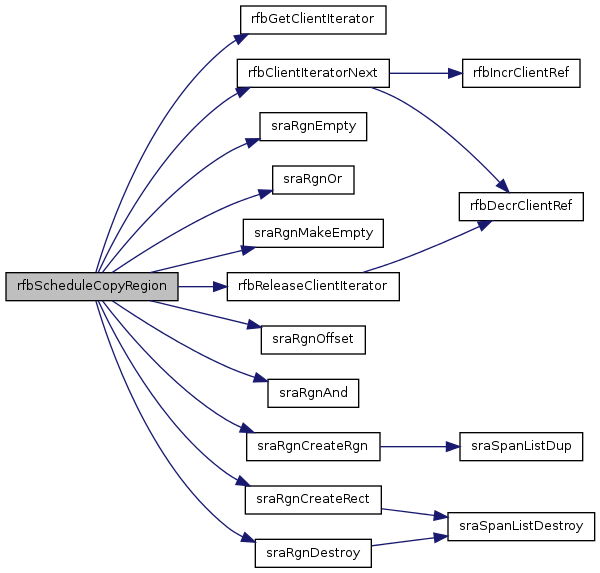 rfbGetClientIterator
rfbClientIteratorNext
rfbIncrClientRef
sraRgnEmpty
sraRgnOr
rfbDecrClientRef
sraRgnMakeEmpty
rfbScheduleCopyRegion
rfbReleaseClientIterator
sraRgnOffset
sraRgnAnd
sraRgnCreateRgn
sraSpanListDup
sraRgnCreateRect
sraSpanListDestroy
sraRgnDestroy